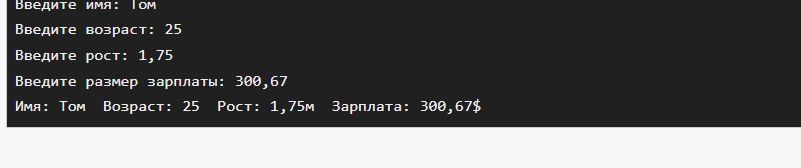 Введите имя: Том
Введите возраст: 25
Введите рост: 1,75
Введите размер зарплаты: 300,67
Имя: Том  Возраст: 25  Рост: 1,75м  Зарплата: 300,67$